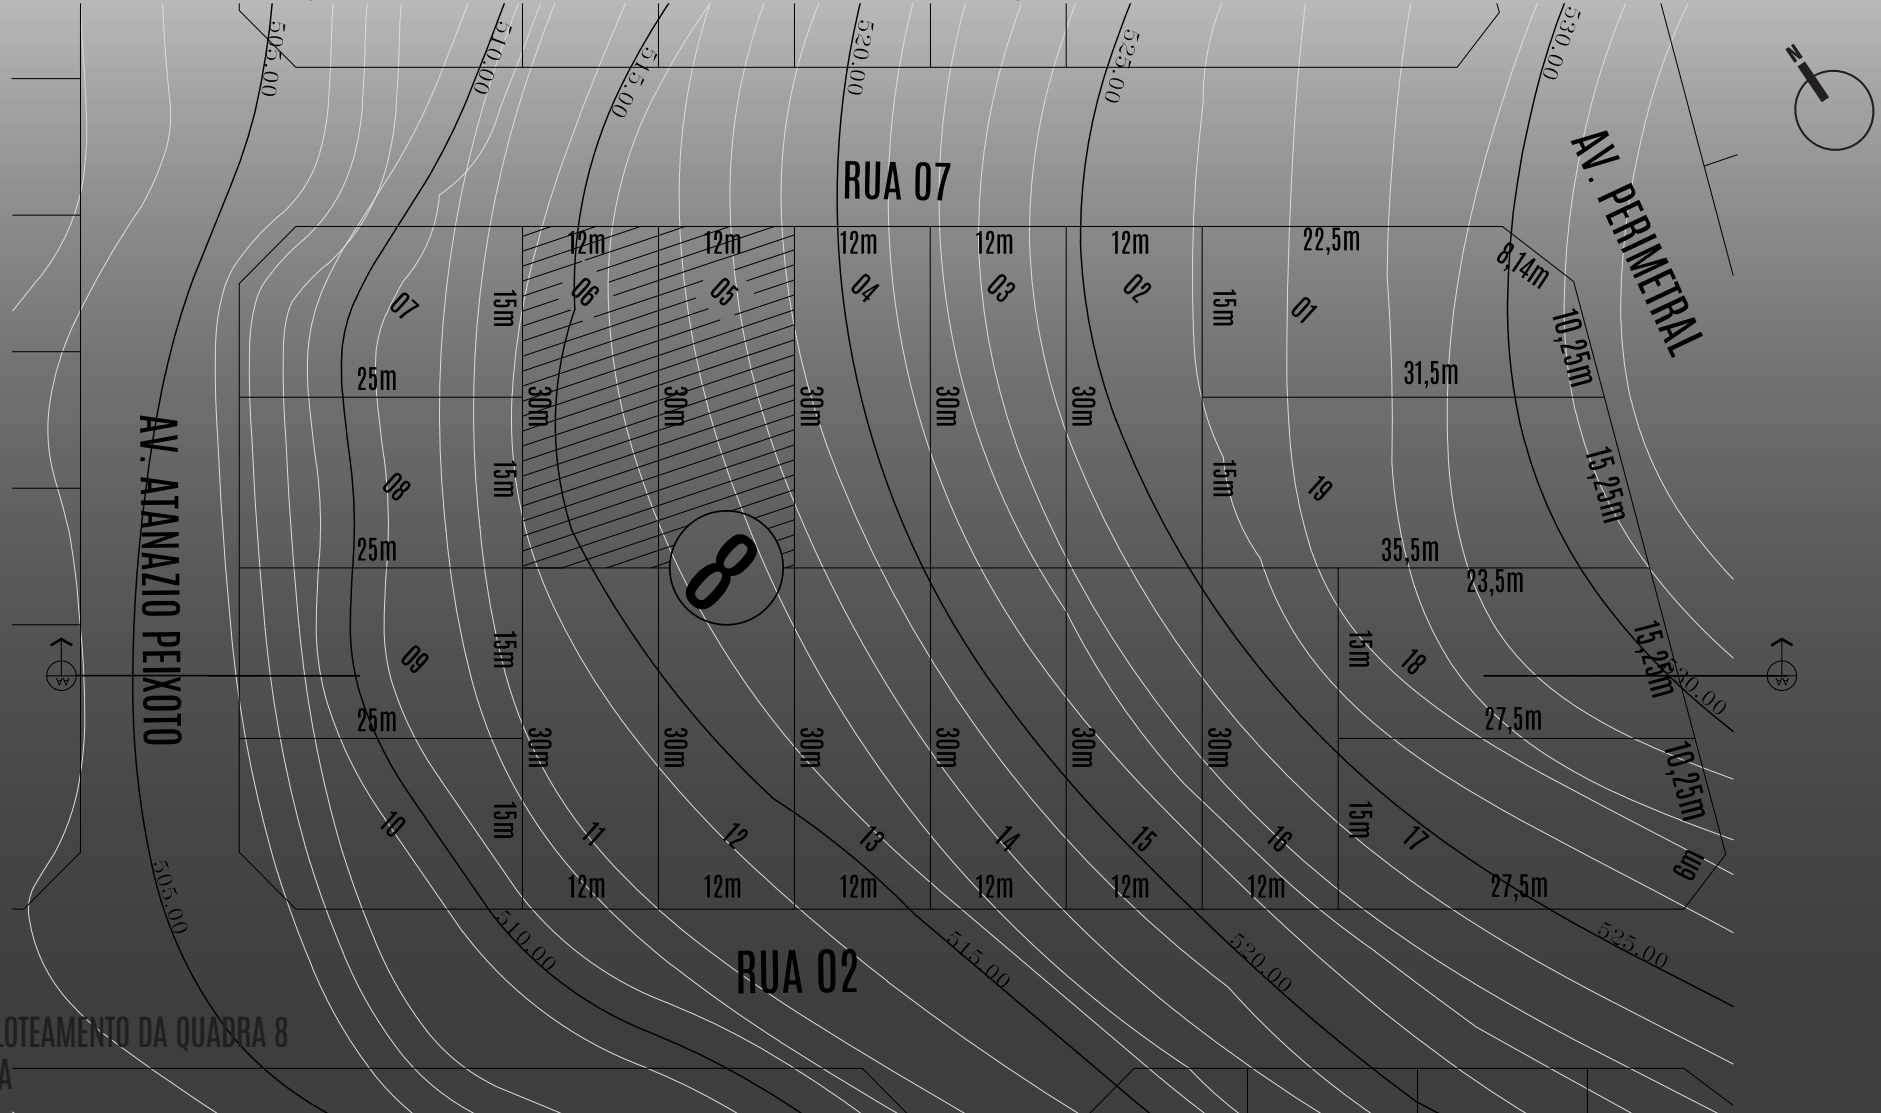 505.00
510.00
515.00
520.00
525.00
530.00
N
AV. PERIMETRAL
RUA 07
12m
12m
12m
12m
12m
22,5m
8,14m
07
15m
06
05
04
03
02
15m
01
10,25m
25m
30m
30m
30m
30m
30m
31,5m
AV. ATANAZIO PEIXOTO
08
15m
15m
19
15,25m
25m
8
35,5m
23,5m
09
15m
15m
18
15,25m
530.00
AA
AA
25m
30m
30m
30m
30m
30m
30m
27,5m
10,25m
10
15m
11
12
13
14
15
16
15m
17
6m
12m
12m
12m
12m
12m
12m
27,5m
505.00
510.00
515.00
520.00
525.00
RUA 02
LOTEAMENTO DA QUADRA 8
A